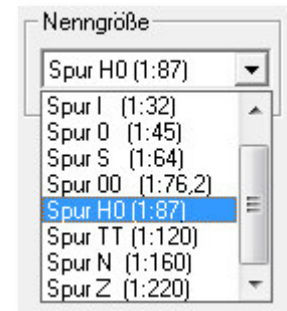 Nenngröße
Spur H0 (1:87)
Spur I (1:32)
Spur 0 (1:45)
Spur S (1:64)
Spur 00 (1:76,2)
Spur H0 (1:87)
Spur TT (1:120)
Spur N (1:160)
Spur Z (1:220)